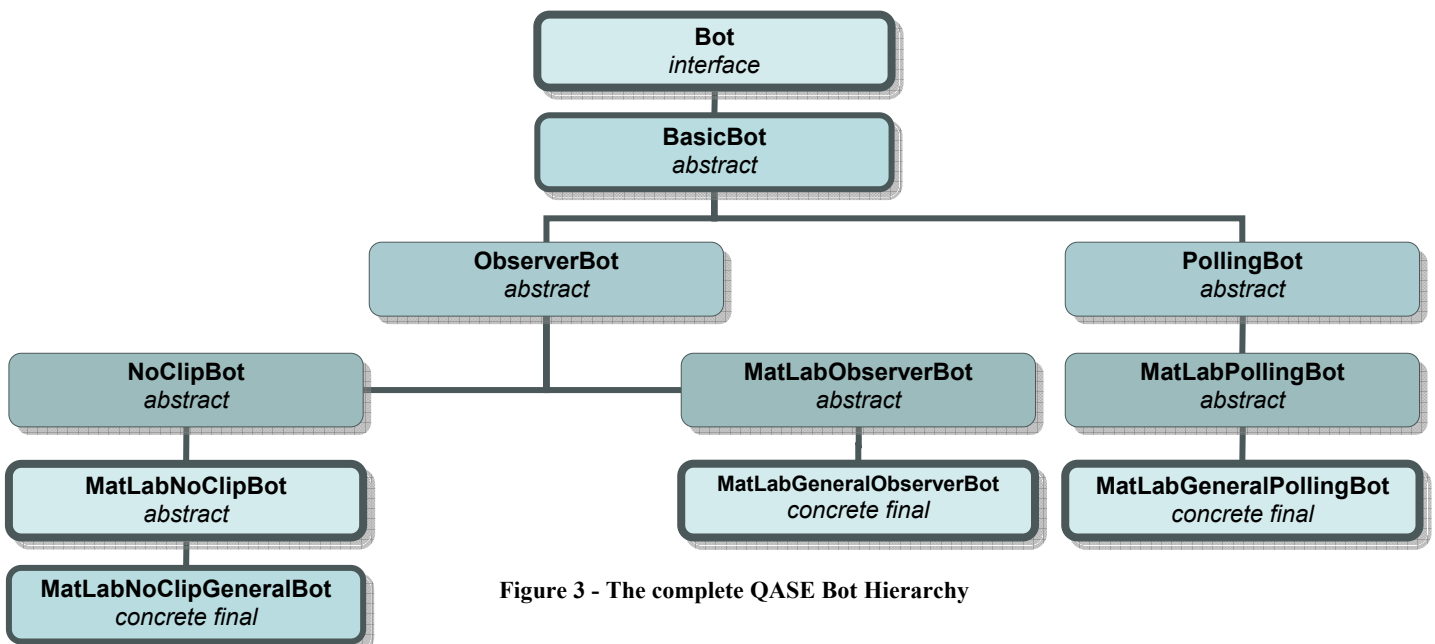 Bot
interface
BasicBot
abstract
ObserverBot
abstract
PollingBot
abstract
NoClipBot
abstract
MatLabObserverBot
abstract
MatLabPollingBot
abstract
MatLabNoClipBot
abstract
MatLabGeneralObserverBot
concrete final
MatLabGeneralPollingBot
concrete final
MatLabNoClipGeneralBot
concrete final
Figure 3 - The complete QASE Bot Hierarchy